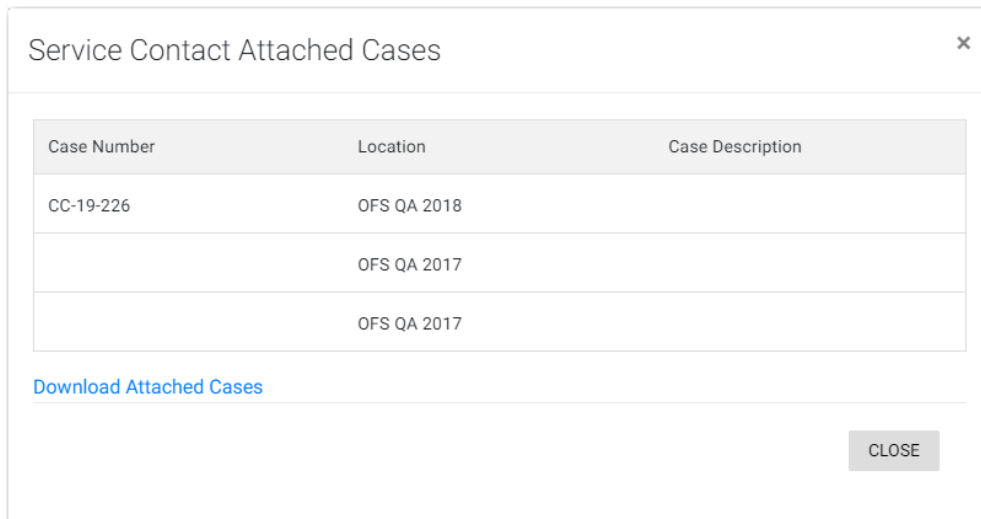 Service Contact Attached Cases ×
Case Number Location Case Description
CC-19-226 OFS QA 2018
OFS QA 2017
OFS QA 2017
Download Attached Cases
CLOSE